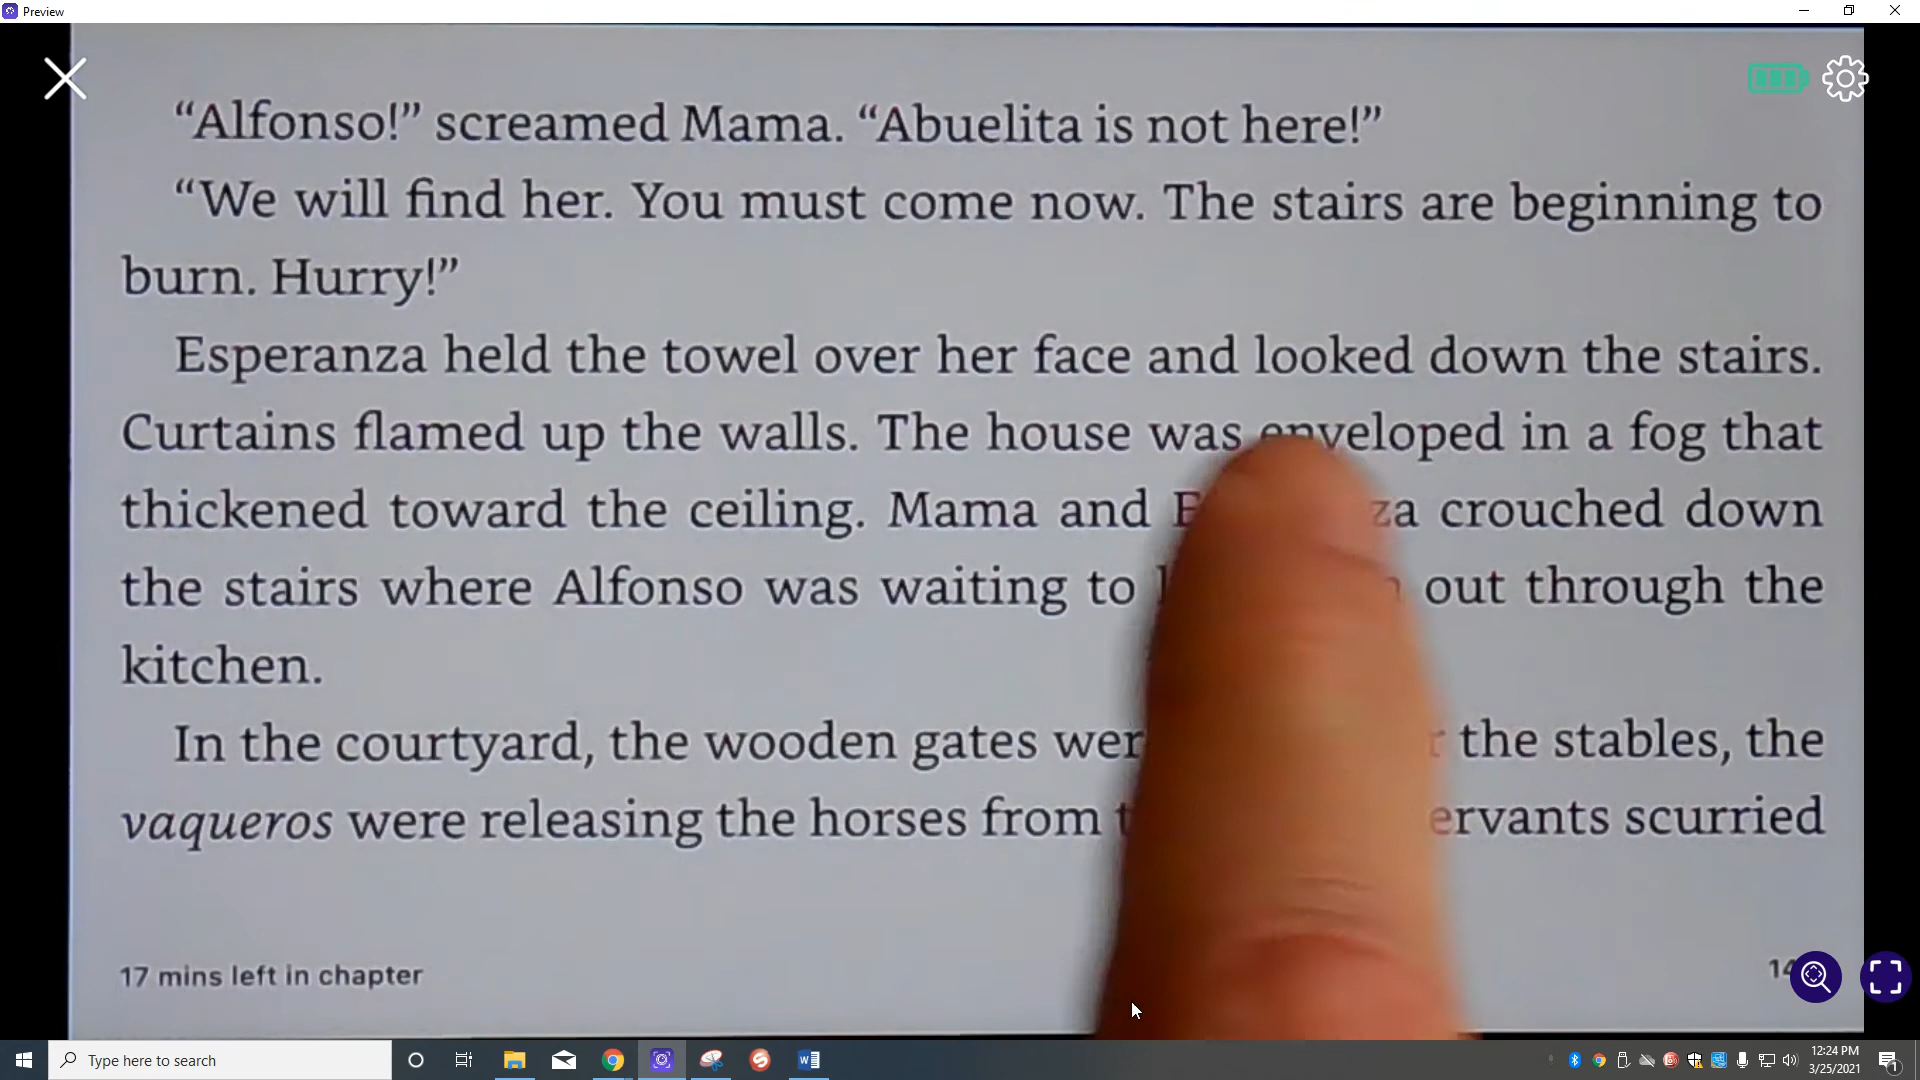 Preview
“Alfonso!” screamed Mama. “Abuelita is not here!”
“We will find her. You must come now. The stairs are beginning to
burn. Hurry!”
Esperanza held the towel over her face and looked down the stairs.
Curtains flamed up the walls. The house was enveloped in a fog that
thickened toward the ceiling. Mama and crouched down
the stairs where Alfonso was waiting to out through the
kitchen.
In the courtyard, the wooden gates the stables, the
vaqueros were releasing the horses from scurried
17 mins left in chapter
Type here to search
12:24 PM
3/25/2021